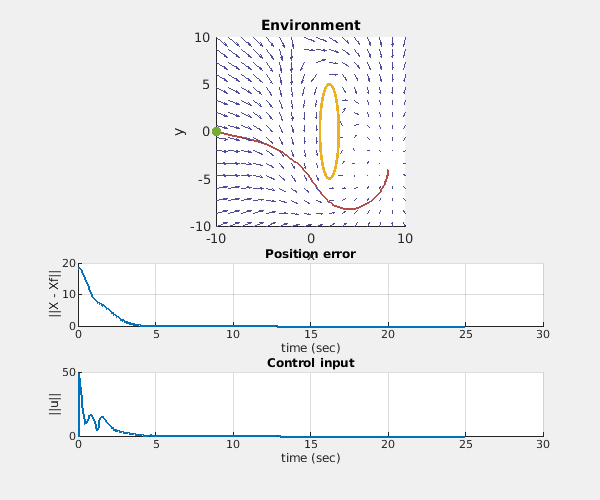 Environment
10
5
0
-5
-10
y
-10 0 10
x
Position error
20
10
0
||X - Xf||
0 5 10 15 20 25 30
time (sec)
Control input
50
0
||u||
0 5 10 15 20 25 30
time (sec)